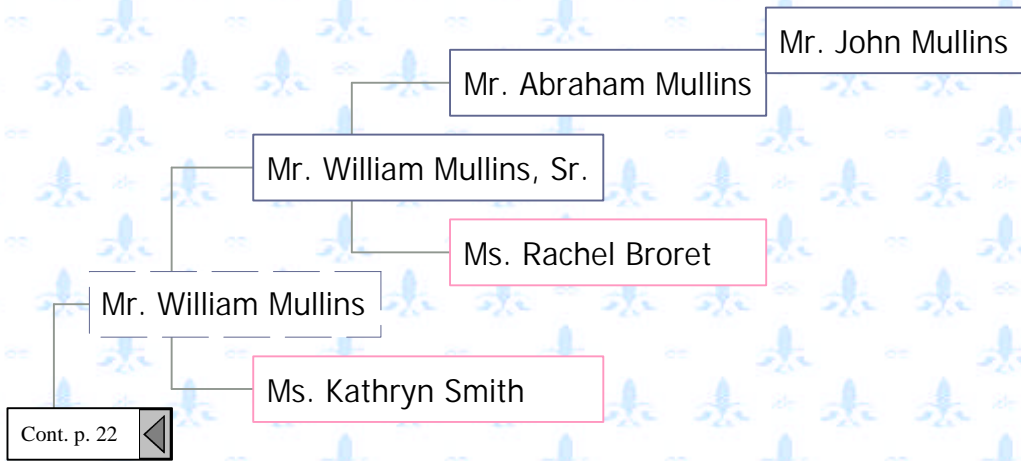 Mr. John Mullins
Mr. Abraham Mullins
Mr. William Mullins, Sr.
Ms. Rachel Broret
Mr. William Mullins
Ms. Kathryn Smith
Cont. p. 22